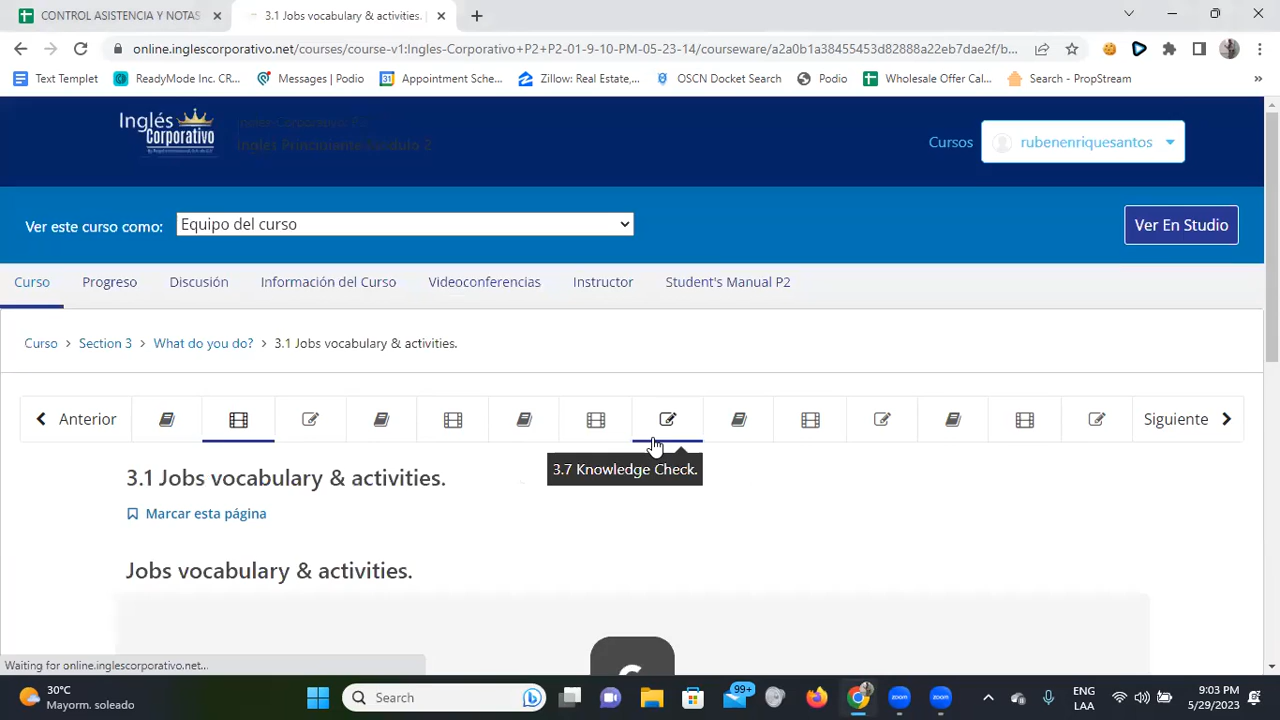 CONTROL ASISTENCIA Y NOTAS
3.1 Jobs vocabulary & activities. |
online.inglescorporativo.net/courses/course-v1:Ingles-Corporativo+P2+P2-01-9-10-PM-05-23-14/courseware/a2a0b1a38455453d82888a22eb7dae2f/b...
Text Templet
ReadyMode Inc. CR...
Messages | Podio
Appointment Sche...
Zillow: Real Estate,...
OSCN Docket Search
Podio
Wholesale Offer Cal...
Search - PropStream
»
Inglés
Corporativo
Inglés Principiante Módulo 2
Cursos
rubenenriquesantos
Ver este curso como:
Equipo del curso
Ver En Studio
Curso
Progreso
Discusión
Información del Curso
Videoconferencias
Instructor
Student's Manual P2
Curso > Section 3 > What do you do? > 3.1 Jobs vocabulary & activities.
Anterior
Siguiente
3.7 Knowledge Check.
3.1 Jobs vocabulary & activities.
Marcar esta página
Jobs vocabulary & activities.
Waiting for online.inglescorporativo.net...
30°C
Mayorm. soleado
Search
99+
zoom
zoom
ENG
LAA
9:03 PM
5/29/2023